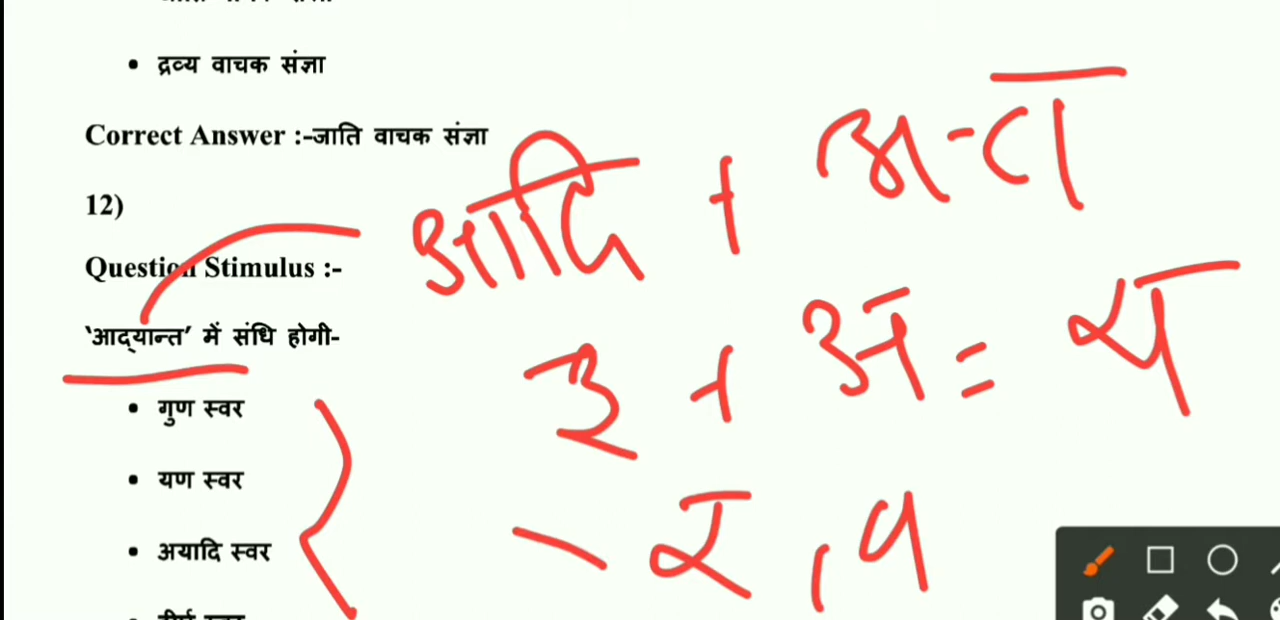 • द्रव्य वाचक संज्ञा
Correct Answer :-जाति वाचक संज्ञा
12)
आदि + अन्त
Question Stimulus :-
'आद्यान्त' में संधि होगी-
इ + अ = य
• गुण स्वर
• यण स्वर
• अयादि स्वर
र , व